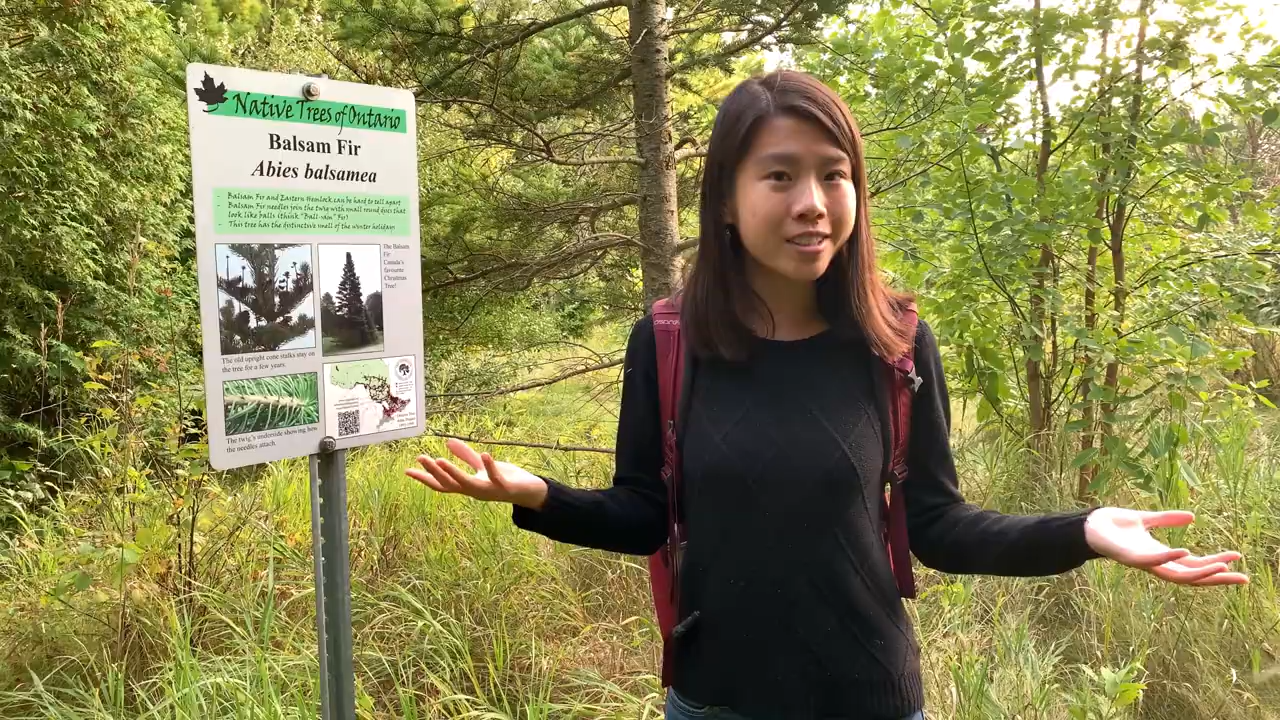 Native Trees of Ontario
Balsam Fir
Abies balsamea
- Balsam Fir and Eastern Hemlock can be hard to tell apart
- Balsam Fir needles join the twig with small round discs that
look like balls (think "Ball-sam" Fir)
- This tree has the distinctive smell of the winter holidays
The Balsam
Fir:
Canada's
favourite
Christmas
Tree!
The old upright cone stalks stay on
the tree for a few years.
The twig's underside showing how
the needles attach.